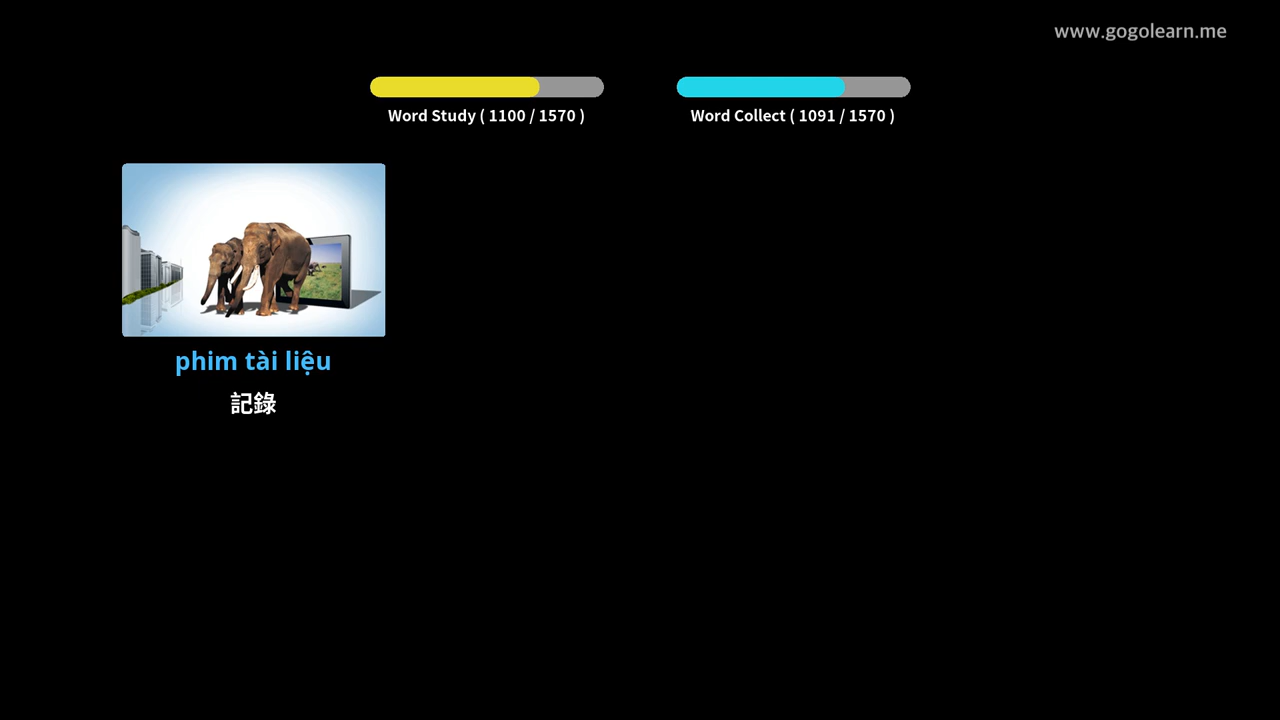 www.gogolearn.me
Word Study ( 1100 / 1570 )
Word Collect ( 1091 / 1570 )
phim tài liệu
記錄